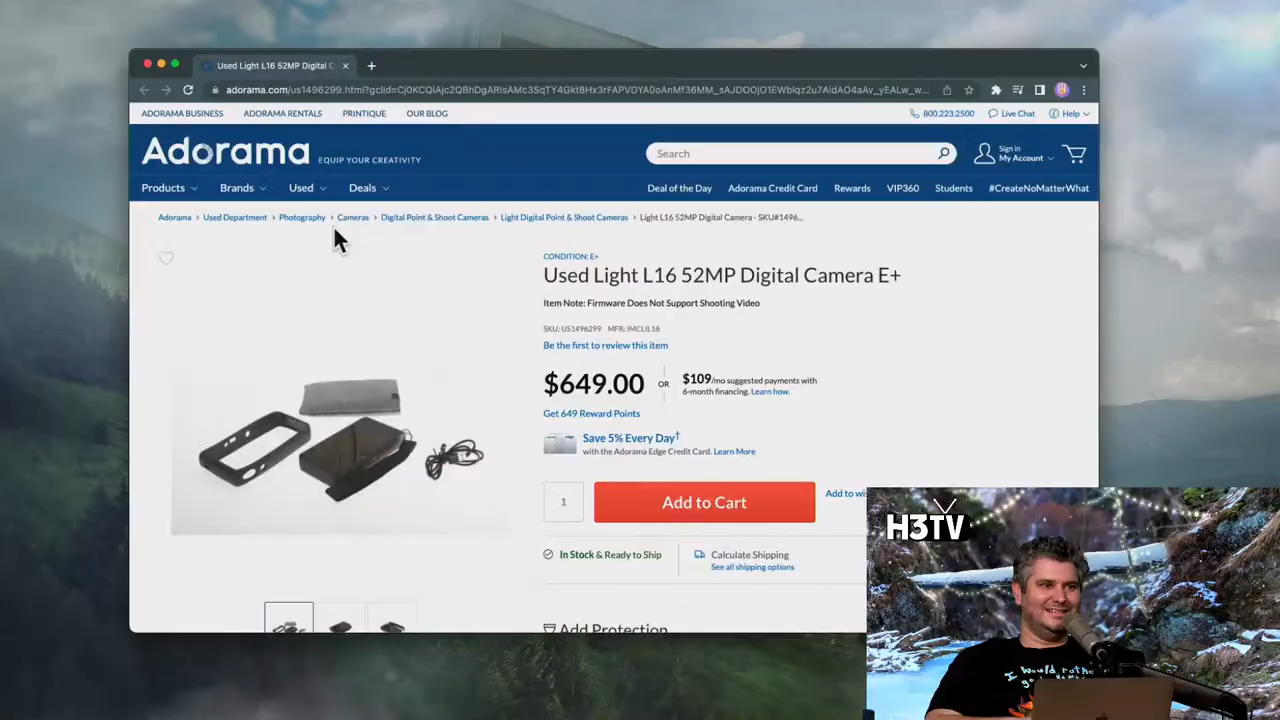 Used Light L16 52MP Digital C
adorama.com/us1496299.html?gclid=
ADORAMA BUSINESS ADORAMA RENTALS PRINTIQUE OUR BLOG
800.223.2500 Live Chat Help
Adorama EQUIP YOUR CREATIVITY
Search
Sign in
My Account
Products Brands Used Deals
Deal of the Day Adorama Credit Card Rewards VIP360 Students #CreateNoMatterWhat
Adorama > Used Department > Photography > Cameras > Digital Point & Shoot Cameras > Light Digital Point & Shoot Cameras > Light L16 52MP Digital Camera - SKU#1496...
CONDITION: E+
Used Light L16 52MP Digital Camera E+
Item Note: Firmware Does Not Support Shooting Video
SKU: US1496299 MFR: IMCLIL16
Be the first to review this item
$649.00 OR $109/mo suggested payments with
6-month financing. Learn how.
Get 649 Reward Points
Save 5% Every Day†
with the Adorama Edge Credit Card. Learn More
1 Add to Cart Add to wis
In Stock & Ready to Ship
Calculate Shipping
See all shipping options
Add Protection
H3TV
I would rathe